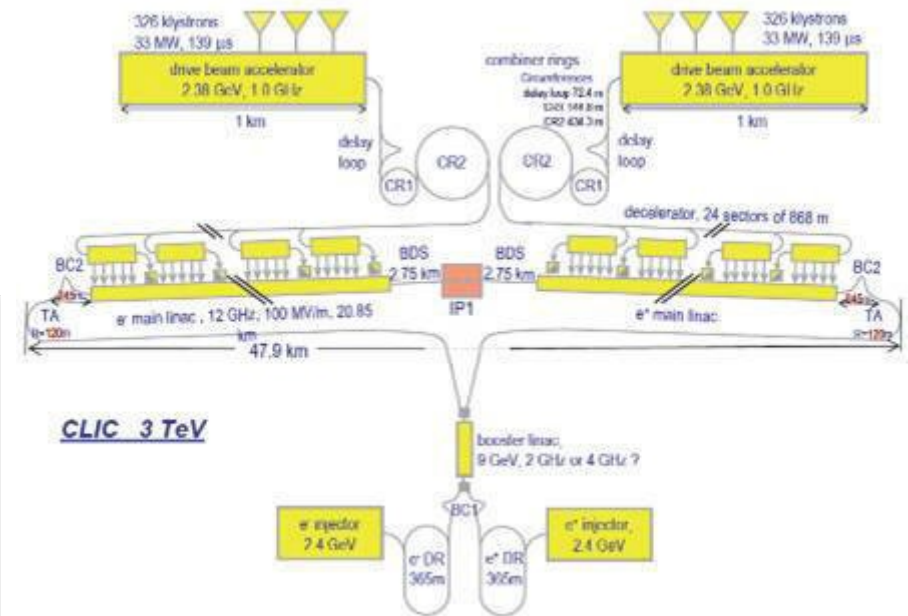 326 klystrons
33 MW, 139 µs
drive beam accelerator
2.38 GeV, 1.0 GHz
1 km
delay
loop
CR1
CR2
combiner rings
Circumferences
delay loop 72.4 m
CR1 144.8 m
CR2 434.3 m
326 klystrons
33 MW, 139 µs
drive beam accelerator
2.38 GeV, 1.0 GHz
1 km
delay
loop
CR2
CR1
decelerator, 24 sectors of 868 m
BC2
245m
TA
R=120m
BDS
2.75 km
IP1
BDS
2.75 km
BC2
245m
TA
R=120m
e- main linac , 12 GHz, 100 MV/m, 20.85
km
e+ main linac
47.9 km
CLIC 3 TeV
booster linac,
9 GeV, 2 GHz or 4 GHz ?
BC1
e- injector
2.4 GeV
e- DR
365m
e+ DR
365m
e+ injector,
2.4 GeV